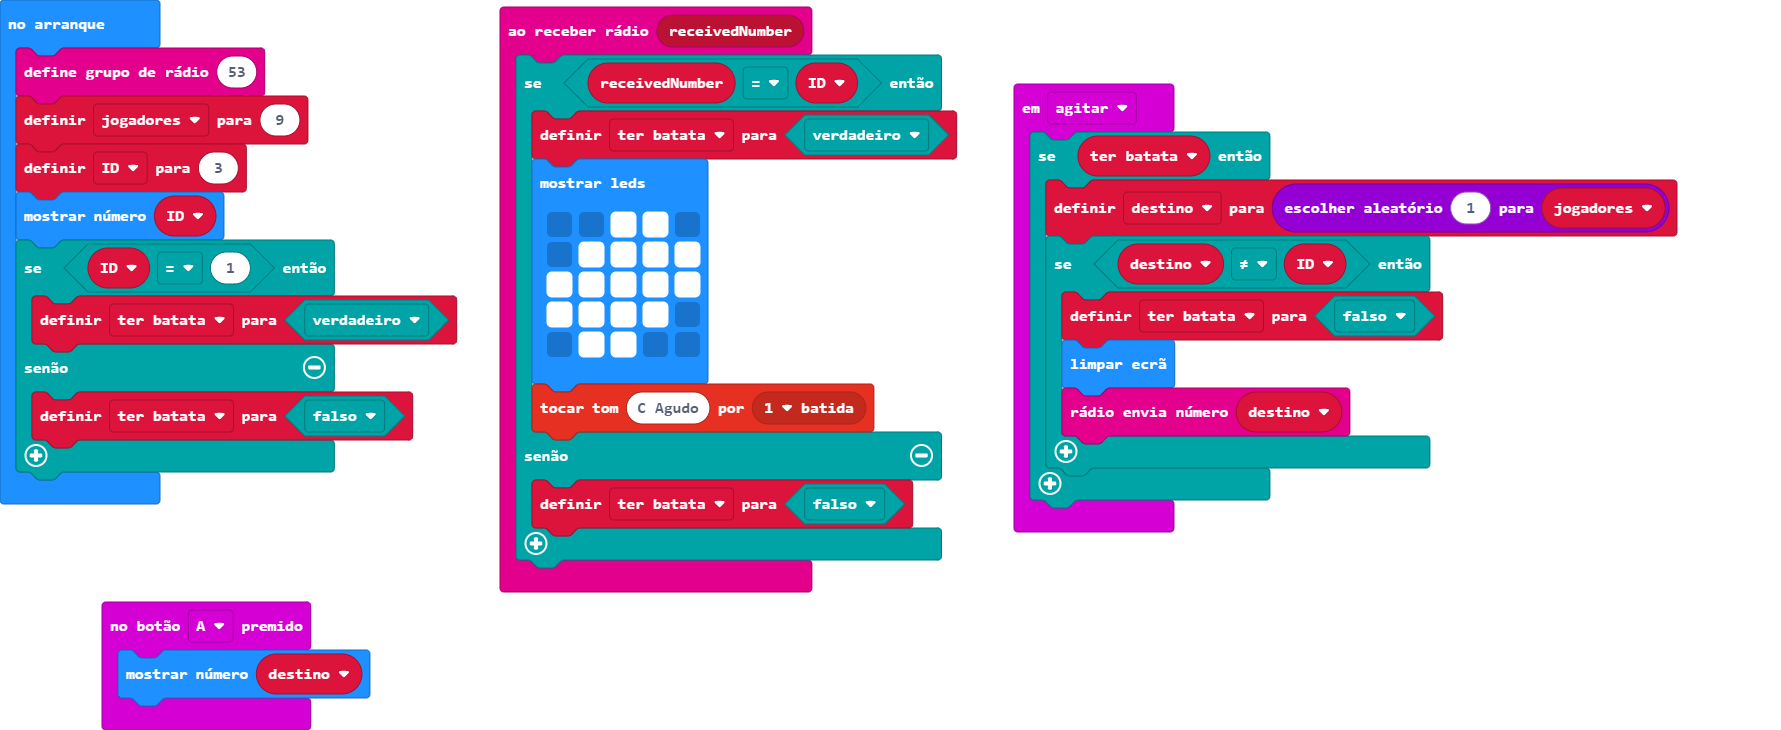 no arranque
define grupo de rádio 53
definir jogadores para 9
definir ID para 3
mostrar número ID
se ID = 1 então
definir ter batata para verdadeiro
senão
definir ter batata para falso
no botão A premido
mostrar número destino
ao receber rádio receivedNumber
se receivedNumber = ID então
definir ter batata para verdadeiro
mostrar leds
tocar tom C Agudo por 1 batida
senão
definir ter batata para falso
em agitar
se ter batata então
definir destino para escolher aleatório 1 para jogadores
se destino ≠ ID então
definir ter batata para falso
limpar ecrã
rádio envia número destino